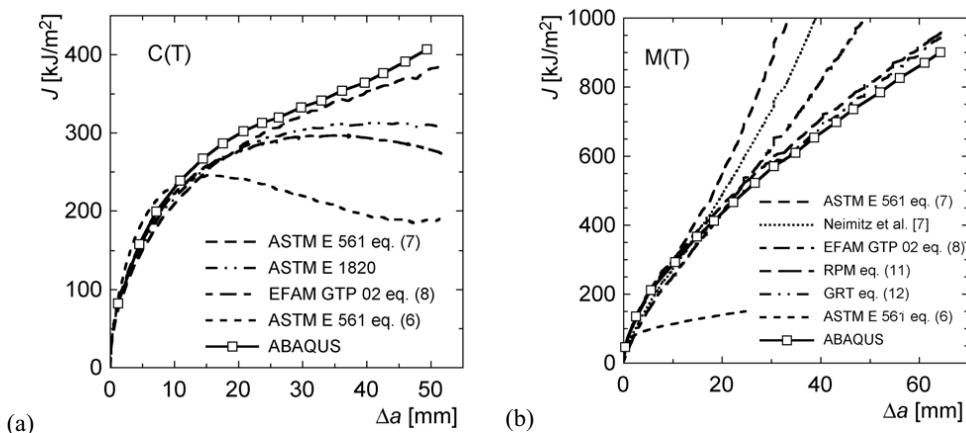 C(T)
J [kJ/m²]
400
300
200
100
0
0 10 20 30 40 50
Δa [mm]
ASTM E 561 eq. (7)
ASTM E 1820
EFAM GTP 02 eq. (8)
ASTM E 561 eq. (6)
ABAQUS
(a)
M(T)
J [kJ/m²]
1000
800
600
400
200
0
0 20 40 60
Δa [mm]
ASTM E 561 eq. (7)
Neimitz et al. [7]
EFAM GTP 02 eq. (8)
RPM eq. (11)
GRT eq. (12)
ASTM E 561 eq. (6)
ABAQUS
(b)